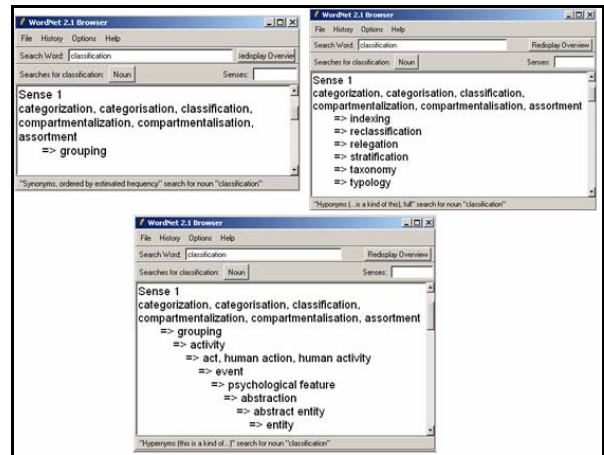 WordNet 2.1 Browser
File History Options Help
Search Word: classification Redisplay Overview
Searches for classification: Noun Senses:
Sense 1
categorization, categorisation, classification,
compartmentalization, compartmentalisation,
assortment
=> grouping
"Synonyms, ordered by estimated frequency" search for noun "classification"
WordNet 2.1 Browser
File History Options Help
Search Word: classification Redisplay Overview
Searches for classification: Noun Senses:
Sense 1
categorization, categorisation, classification,
compartmentalization, compartmentalisation, assortment
=> indexing
=> reclassification
=> relegation
=> stratification
=> taxonomy
=> typology
"Hyponyms (...is a kind of this), full" search for noun "classification"
WordNet 2.1 Browser
File History Options Help
Search Word: classification Redisplay Overview
Searches for classification: Noun Senses:
Sense 1
categorization, categorisation, classification,
compartmentalization, compartmentalisation, assortment
=> grouping
=> activity
=> act, human action, human activity
=> event
=> psychological feature
=> abstraction
=> abstract entity
=> entity
"Hypernyms (this is a kind of...)" search for noun "classification"